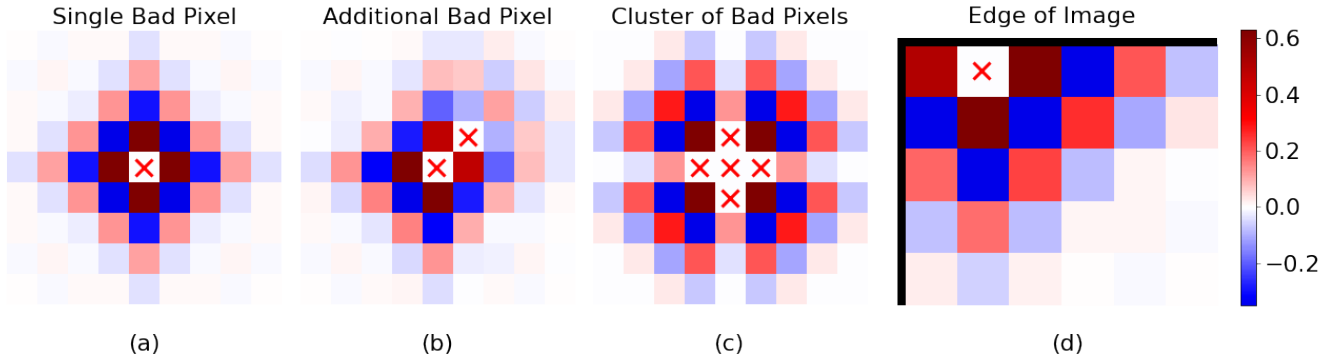 Single Bad Pixel
Additional Bad Pixel
Cluster of Bad Pixels
Edge of Image
0.6
0.4
0.2
0.0
−0.2
(a)
(b)
(c)
(d)